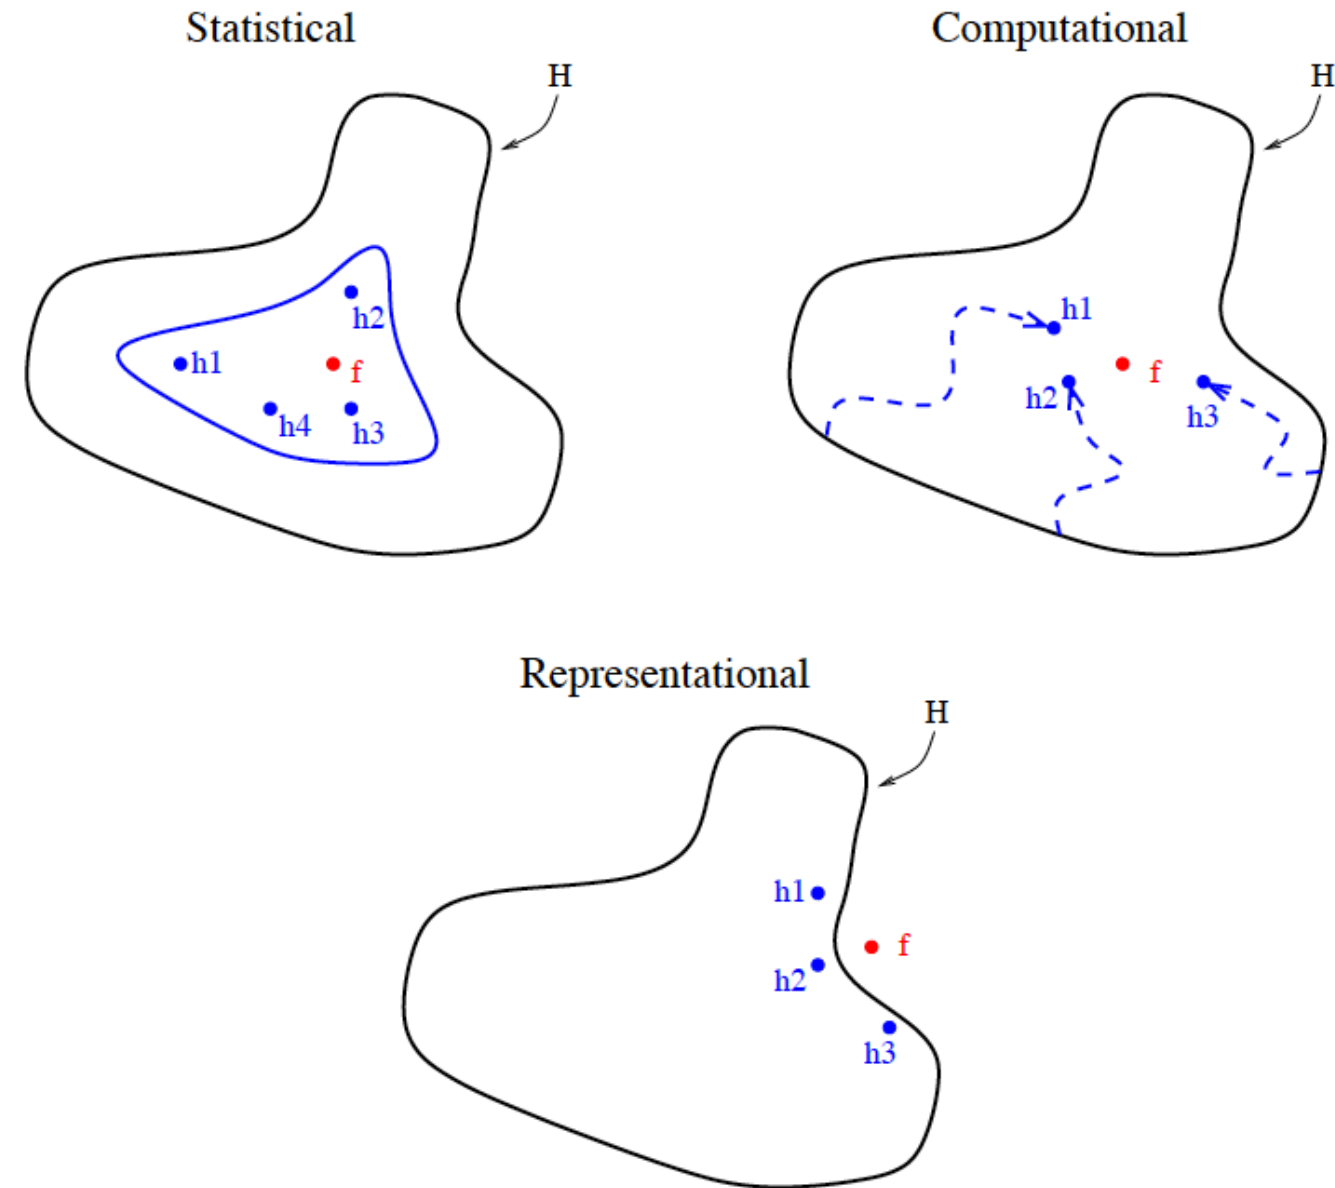 Statistical
H
h2
h1
f
h4
h3
Computational
H
h1
f
h2
h3
Representational
H
h1
f
h2
h3